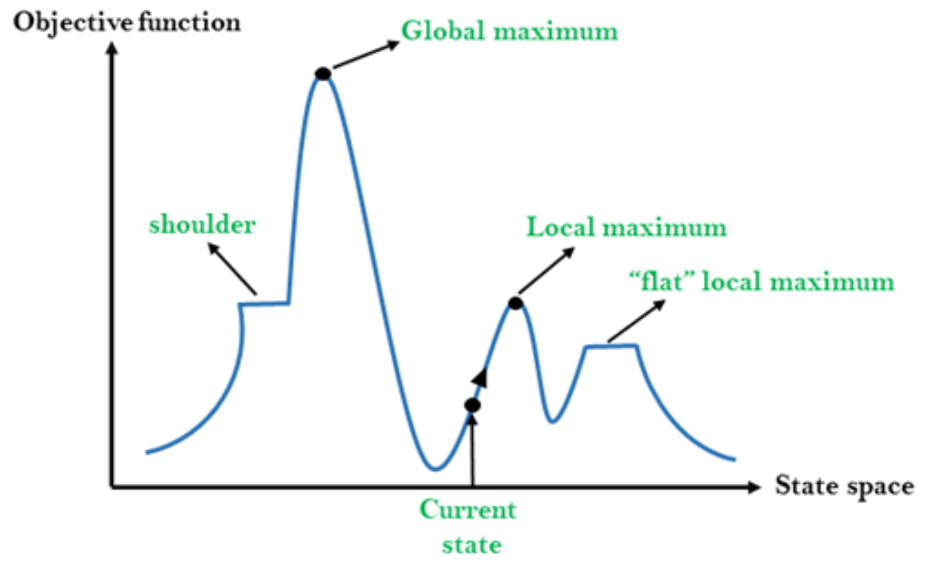 Objective function
Global maximum
shoulder
Local maximum
“flat” local maximum
State space
Current
state